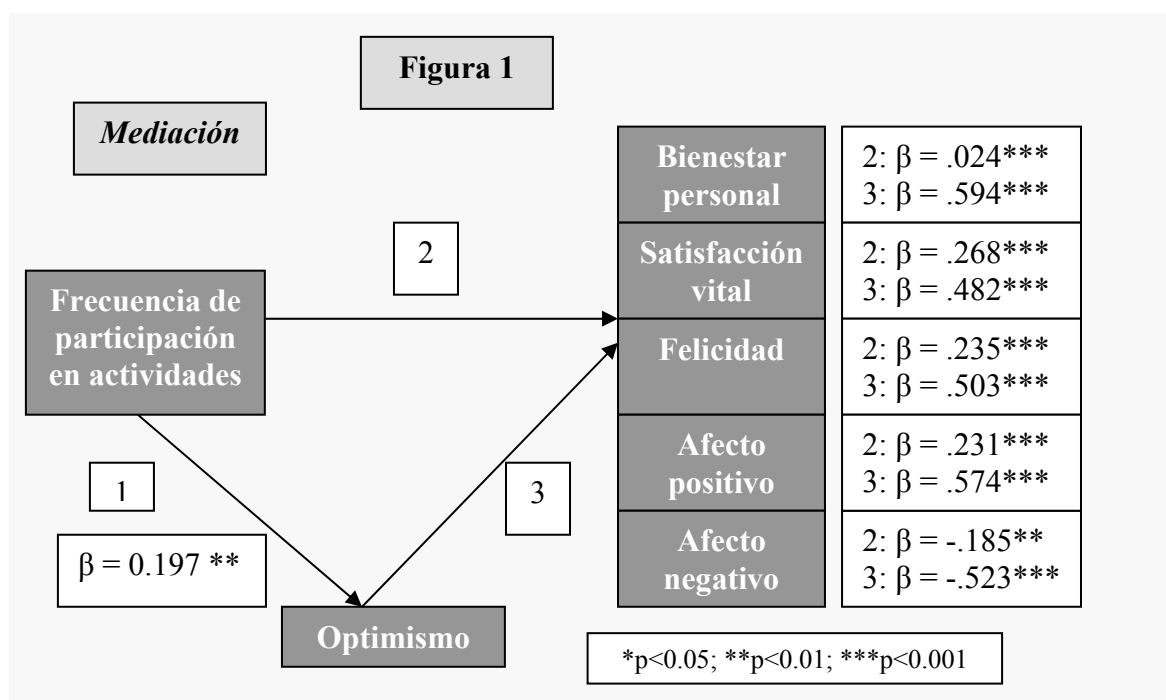 Figura 1
Mediación
Bienestar
personal
2: β = .024***
3: β = .594***
2
Satisfacción
vital
2: β = .268***
3: β = .482***
Frecuencia de
participación
en actividades
Felicidad
2: β = .235***
3: β = .503***
Afecto
positivo
2: β = .231***
3: β = .574***
1
3
β = 0.197 **
Afecto
negativo
2: β = -.185**
3: β = -.523***
Optimismo
*p<0.05; **p<0.01; ***p<0.001